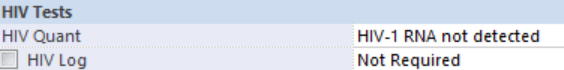 HIV Tests
HIV Quant HIV-1 RNA not detected
HIV Log Not Required